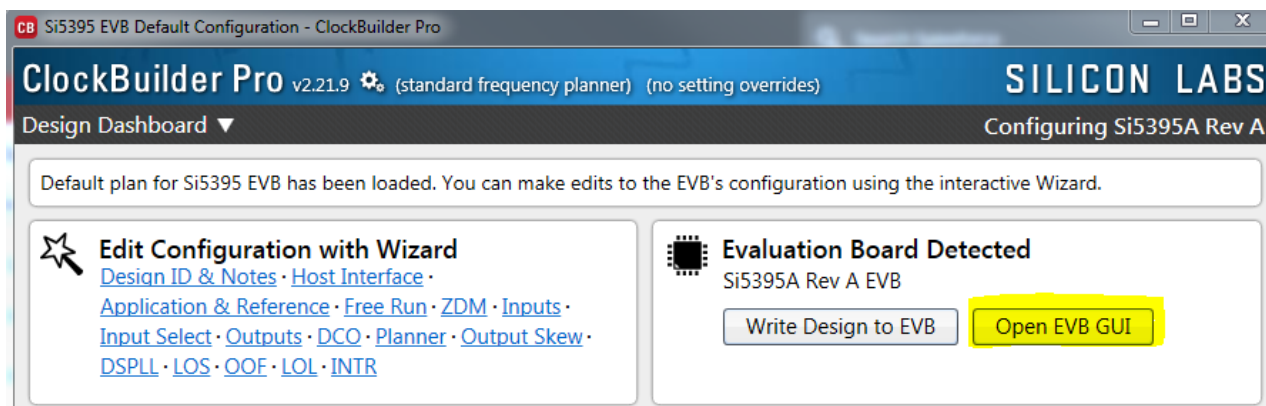 CB Si5395 EVB Default Configuration - ClockBuilder Pro
ClockBuilder Pro v2.21.9 (standard frequency planner) (no setting overrides) SILICON LABS
Design Dashboard ▼ Configuring Si5395A Rev A
Default plan for Si5395 EVB has been loaded. You can make edits to the EVB's configuration using the interactive Wizard.
Edit Configuration with Wizard
Design ID & Notes · Host Interface ·
Application & Reference · Free Run · ZDM · Inputs ·
Input Select · Outputs · DCO · Planner · Output Skew ·
DSPLL · LOS · OOF · LOL · INTR
Evaluation Board Detected
Si5395A Rev A EVB
Write Design to EVB Open EVB GUI